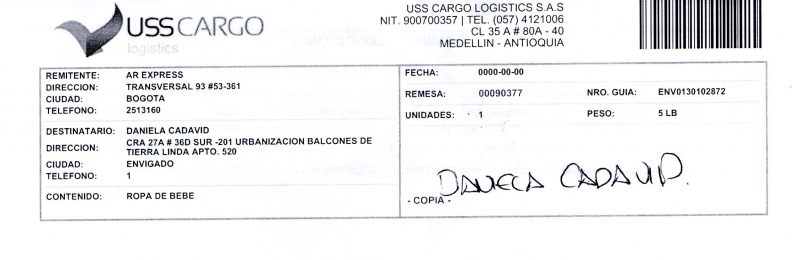 USSCARGO
logistics
USS CARGO LOGISTICS S.A.S
NIT. 900700357 | TEL. (057) 4121006
CL 35 A # 80A - 40
MEDELLIN - ANTIOQUIA
REMITENTE: AR EXPRESS
DIRECCION: TRANSVERSAL 93 #53-361
CIUDAD: BOGOTA
TELEFONO: 2513160
DESTINATARIO: DANIELA CADAVID
DIRECCION: CRA 27A # 36D SUR -201 URBANIZACION BALCONES DE
TIERRA LINDA APTO. 520
CIUDAD: ENVIGADO
TELEFONO: 1
CONTENIDO: ROPA DE BEBE
FECHA: 0000-00-00
REMESA: 00090377 NRO. GUIA: ENV0130102872
UNIDADES: 1 PESO: 5 LB
DANIELA CADAVID.
- COPIA -